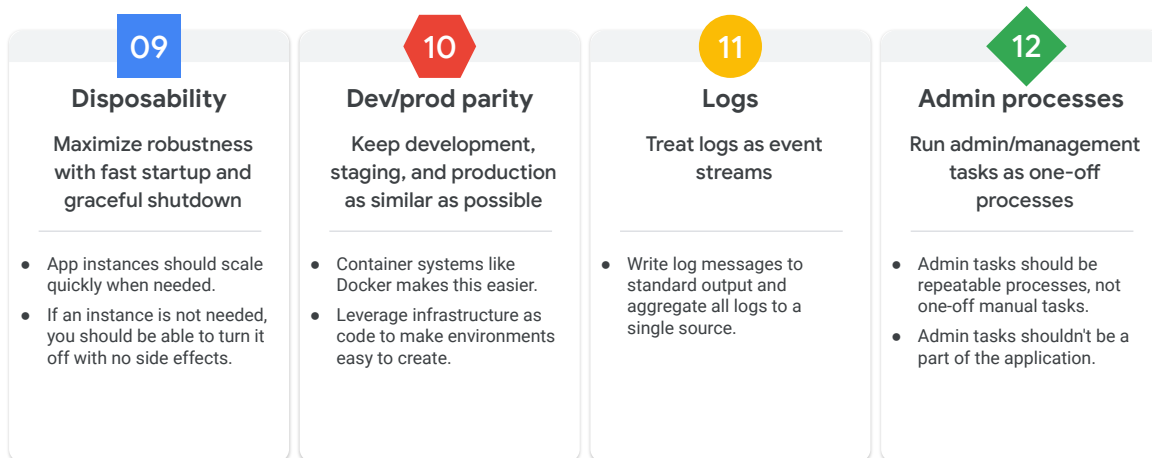 09
Disposability
Maximize robustness
with fast startup and
graceful shutdown
● App instances should scale
quickly when needed.
● If an instance is not needed,
you should be able to turn it
off with no side effects.
10
Dev/prod parity
Keep development,
staging, and production
as similar as possible
● Container systems like
Docker makes this easier.
● Leverage infrastructure as
code to make environments
easy to create.
11
Logs
Treat logs as event
streams
● Write log messages to
standard output and
aggregate all logs to a
single source.
12
Admin processes
Run admin/management
tasks as one-off
processes
● Admin tasks should be
repeatable processes, not
one-off manual tasks.
● Admin tasks shouldn't be a
part of the application.